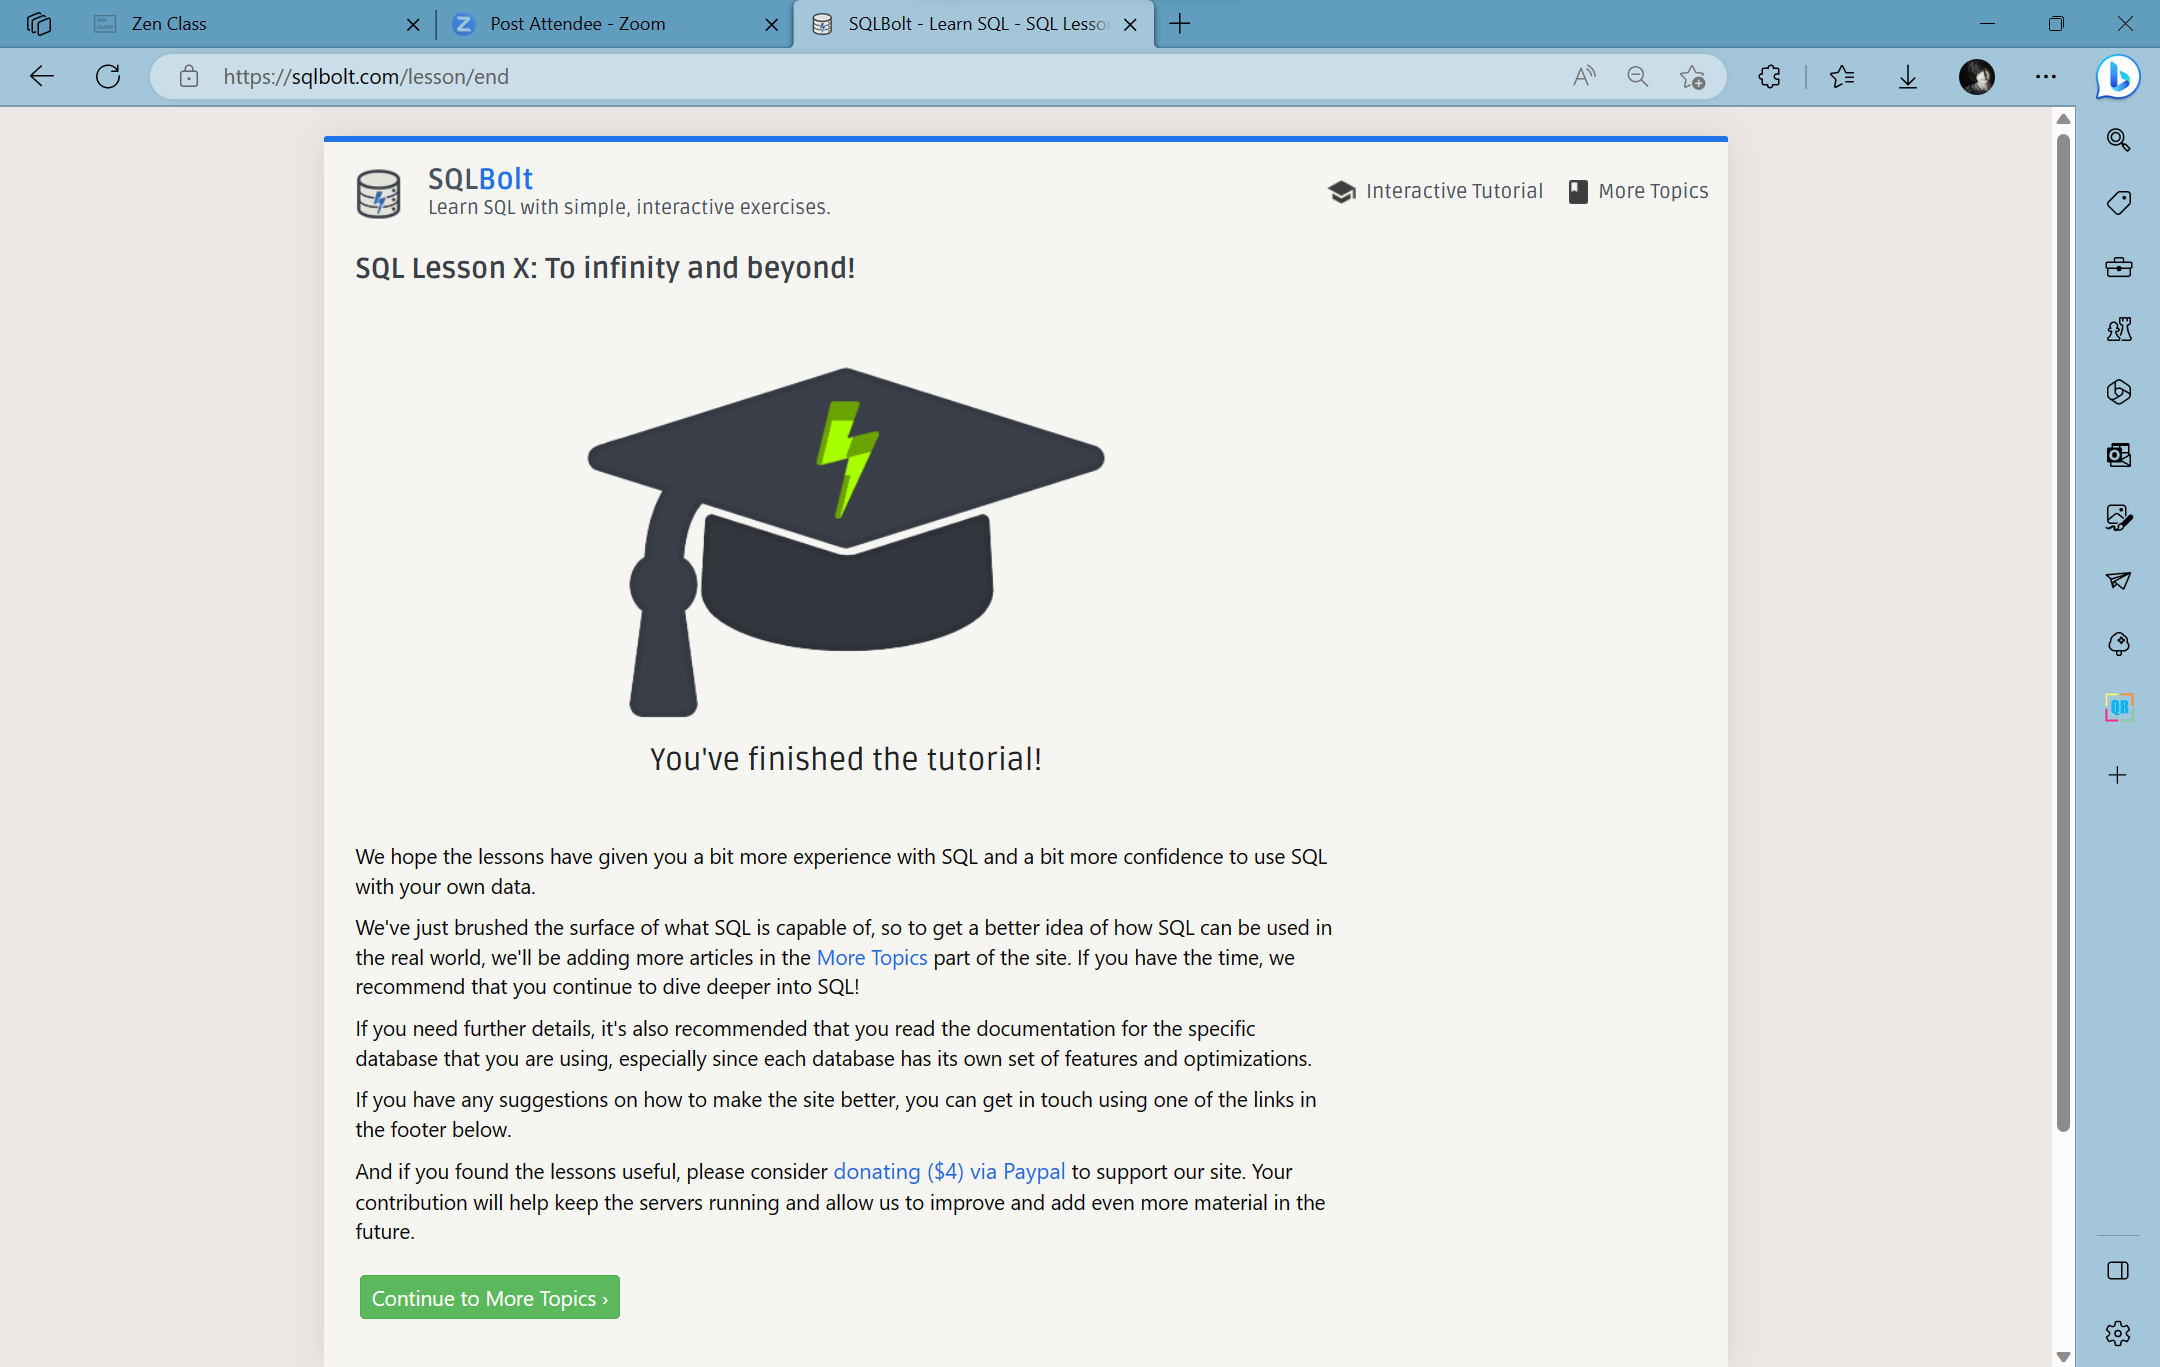 Zen Class
Post Attendee - Zoom
SQLBolt - Learn SQL - SQL Lesso
https://sqlbolt.com/lesson/end
SQLBolt
Learn SQL with simple, interactive exercises.
Interactive Tutorial
More Topics
SQL Lesson X: To infinity and beyond!
You've finished the tutorial!
We hope the lessons have given you a bit more experience with SQL and a bit more confidence to use SQL
with your own data.
We've just brushed the surface of what SQL is capable of, so to get a better idea of how SQL can be used in
the real world, we'll be adding more articles in the More Topics part of the site. If you have the time, we
recommend that you continue to dive deeper into SQL!
If you need further details, it's also recommended that you read the documentation for the specific
database that you are using, especially since each database has its own set of features and optimizations.
If you have any suggestions on how to make the site better, you can get in touch using one of the links in
the footer below.
And if you found the lessons useful, please consider donating ($4) via Paypal to support our site. Your
contribution will help keep the servers running and allow us to improve and add even more material in the
future.
Continue to More Topics ›
QR